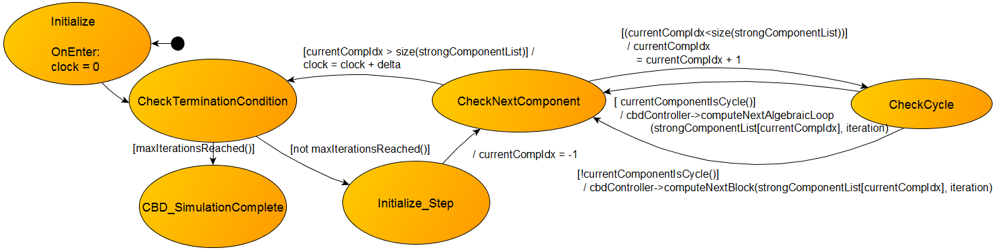 Initialize
OnEnter:
clock = 0
[currentCompIdx > size(strongComponentList)] /
clock = clock + delta
[(currentCompIdx<size(strongComponentList))]
/ currentCompIdx
= currentCompIdx + 1
CheckTerminationCondition
CheckNextComponent
CheckCycle
[ currentComponentIsCycle()]
/ cbdController->computeNextAlgebraicLoop
(strongComponentList[currentCompIdx], iteration)
[maxIterationsReached()]
[not maxIterationsReached()]
/ currentCompIdx = -1
[!currentComponentIsCycle()]
/ cbdController->computeNextBlock(strongComponentList[currentCompIdx], iteration)
CBD_SimulationComplete
Initialize_Step